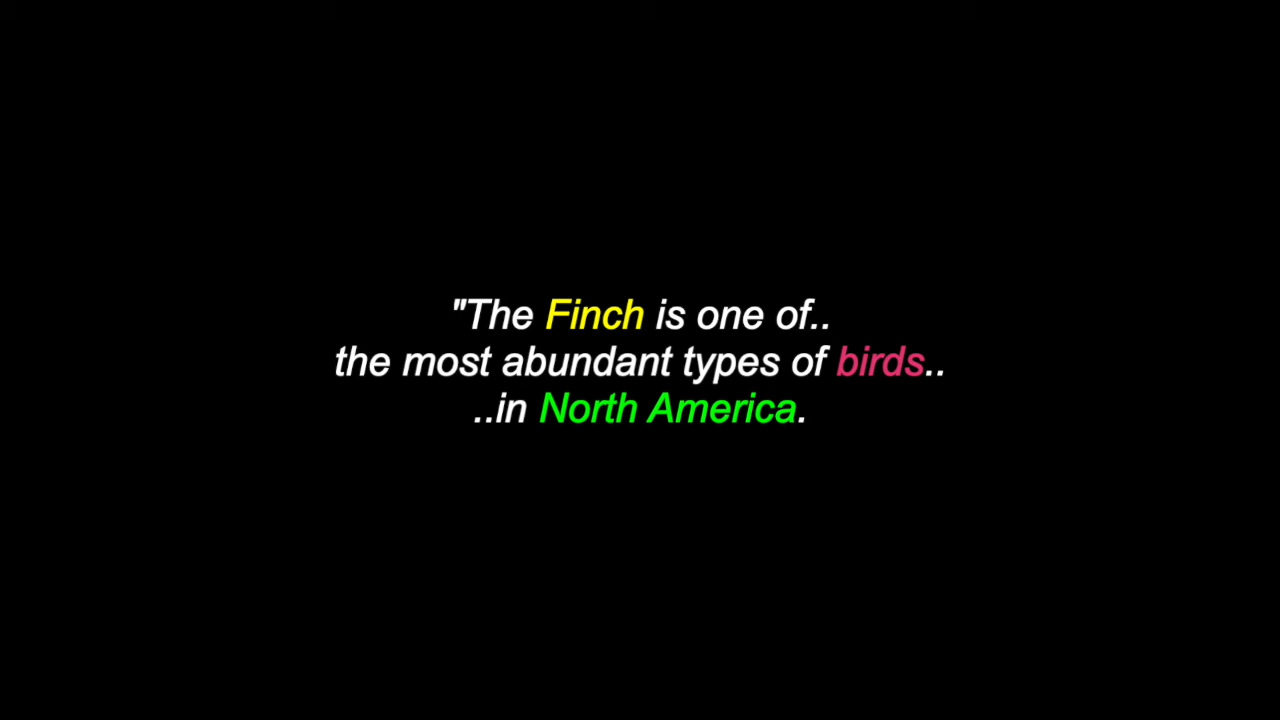 "The Finch is one of..
the most abundant types of birds..
..in North America.